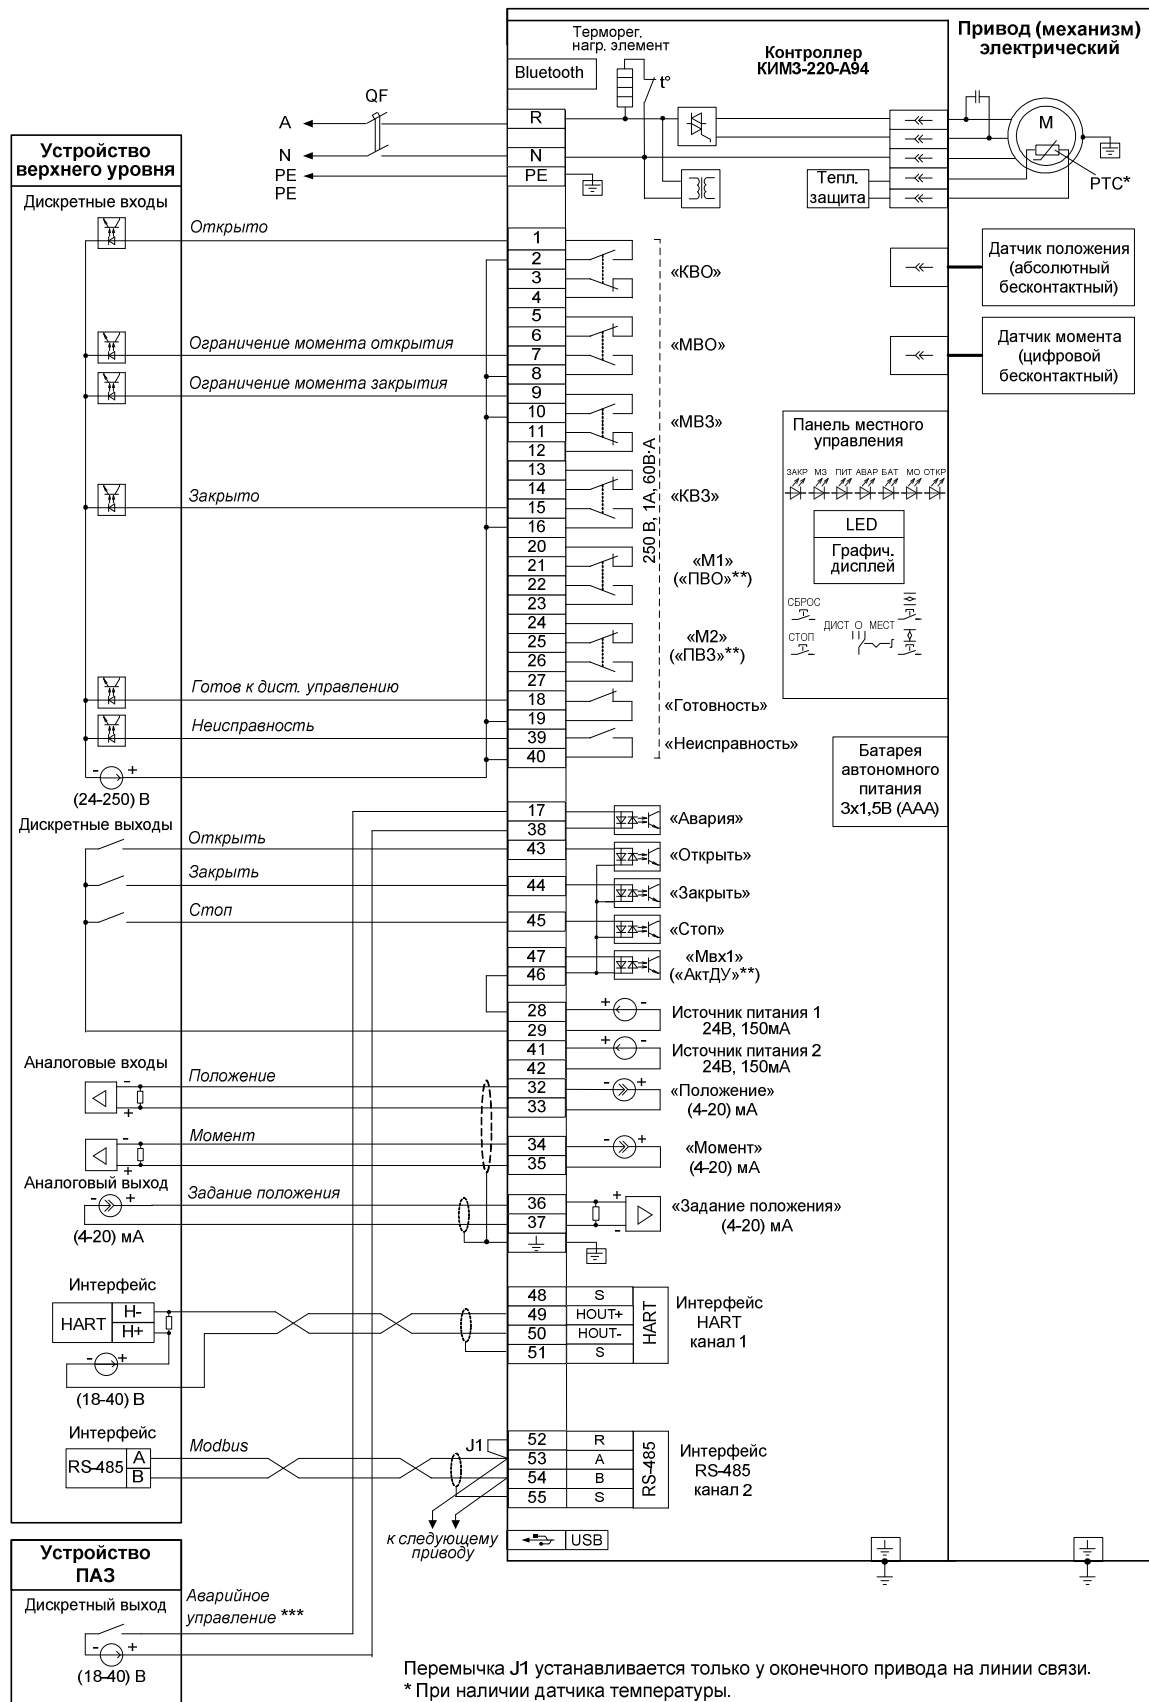 Привод (механизм)
электрический
Терморег.
нагр. элемент
Контроллер
КИМ3-220-А94
Bluetooth
t°
QF
A
R
N
N
PE
PE
PE
M
Тепл.
защита
PTC*
Устройство
верхнего уровня
Дискретные входы
Открыто
1
2
3
4
«КВО»
Датчик положения
(абсолютный
бесконтактный)
5
6
7
8
«МВО»
Ограничение момента открытия
Датчик момента
(цифровой
бесконтактный)
Ограничение момента закрытия
9
10
11
12
«МВЗ»
Панель местного
управления
ЗАКР МЗ ПИТ АВАР БАТ МО ОТКР
Закрыто
13
14
15
16
«КВЗ»
250 В, 1А, 60В·А
LED
Графич.
дисплей
20
21
22
23
«М1»
(«ПВО»**)
СБРОС
СТОП
ДИСТ О МЕСТ
24
25
26
27
«М2»
(«ПВЗ»**)
Готов к дист. управлению
18
19
«Готовность»
Неисправность
39
40
«Неисправность»
Батарея
автономного
питания
3х1,5В (ААА)
- +
(24-250) В
Дискретные выходы
17
38
«Авария»
Открыть
43
«Открыть»
Закрыть
44
«Закрыть»
Стоп
45
«Стоп»
47
46
«Мвх1»
(«АктДУ»**)
28
29
+ -
Источник питания 1
24В, 150мА
41
42
+ -
Источник питания 2
24В, 150мА
Аналоговые входы
Положение
-
+
32
33
- +
«Положение»
(4-20) мА
Момент
-
+
34
35
- +
«Момент»
(4-20) мА
Аналоговый выход
Задание положения
- +
(4-20) мА
36
37
+
-
«Задание положения»
(4-20) мА
Интерфейс
HART
H-
H+
- +
(18-40) В
48 S
49 HOUT+
50 HOUT-
51 S
HART
Интерфейс
HART
канал 1
Интерфейс
RS-485
A
B
Modbus
J1
52 R
53 A
54 B
55 S
RS-485
Интерфейс
RS-485
канал 2
к следующему
приводу
USB
Устройство
ПАЗ
Дискретный выход
Аварийное
управление ***
- +
(18-40) В
Перемычка J1 устанавливается только у оконечного привода на линии связи.
* При наличии датчика температуры.